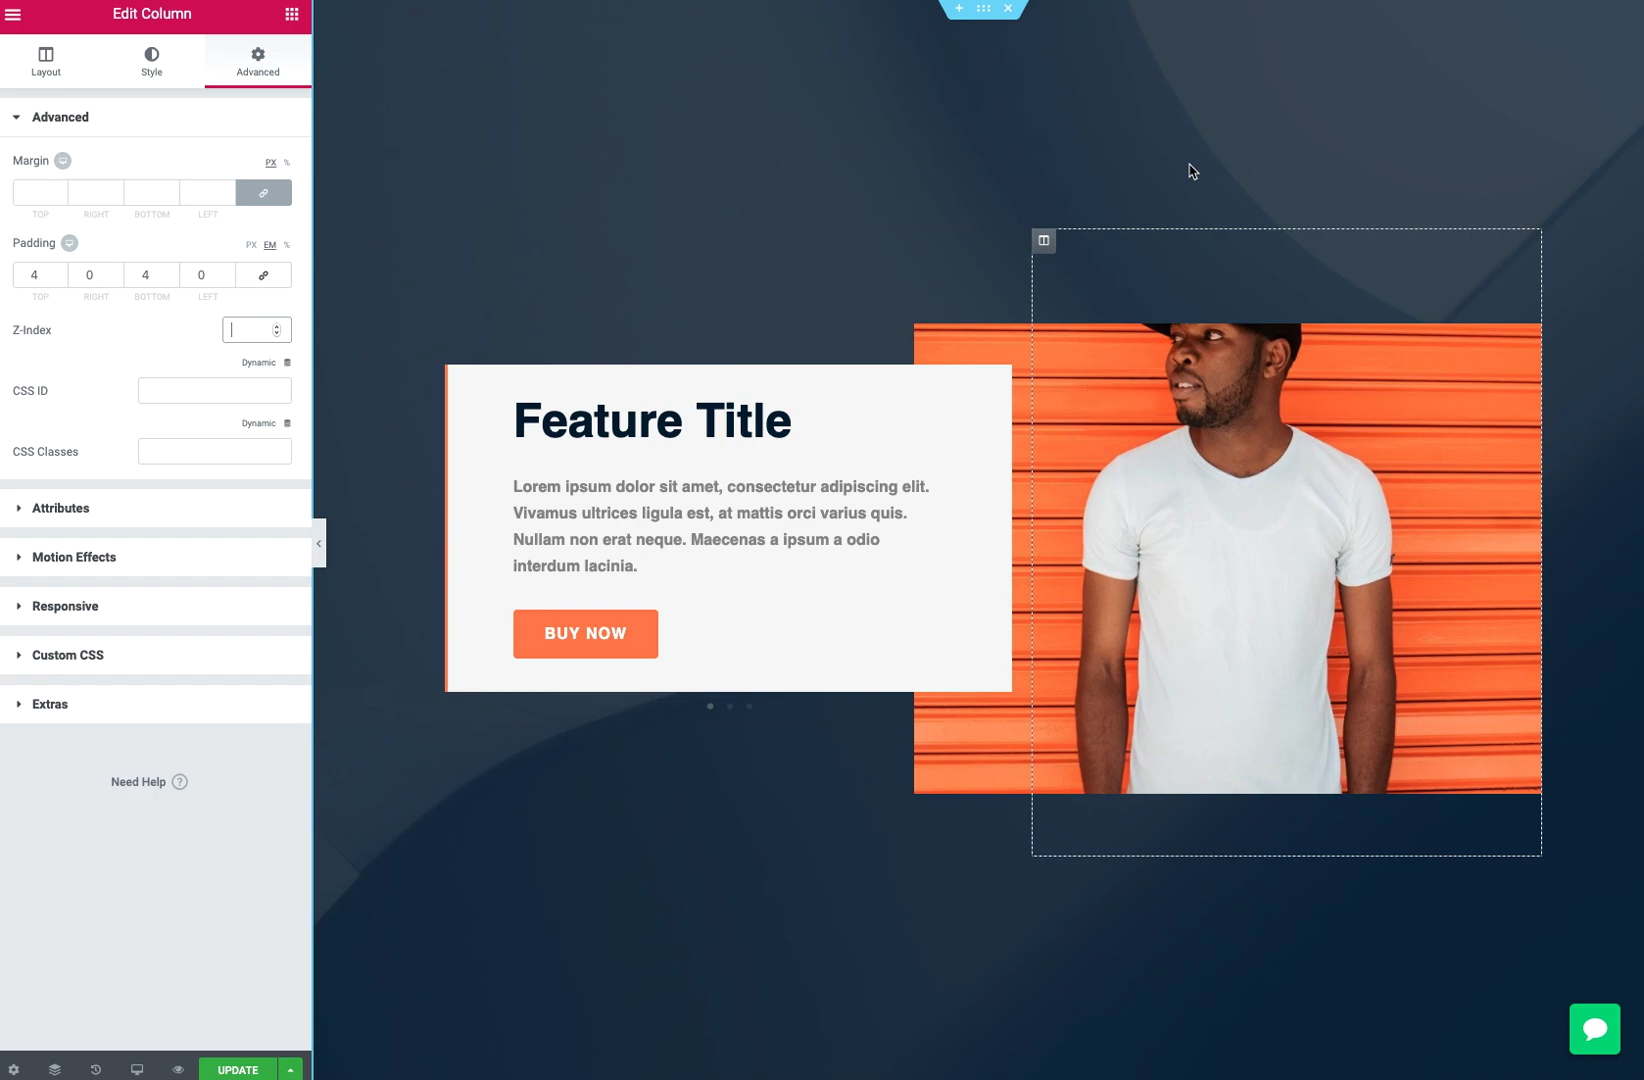 Edit Column
Layout
Style
Advanced
Advanced
Margin
PX %
TOP RIGHT BOTTOM LEFT
Padding
PX EM %
4 0 4 0
TOP RIGHT BOTTOM LEFT
Z-Index
Dynamic
CSS ID
Dynamic
CSS Classes
Attributes
Motion Effects
Responsive
Custom CSS
Extras
Need Help ?
UPDATE
Feature Title
Lorem ipsum dolor sit amet, consectetur adipiscing elit.
Vivamus ultrices ligula est, at mattis orci varius quis.
Nullam non erat neque. Maecenas a ipsum a odio
interdum lacinia.
BUY NOW